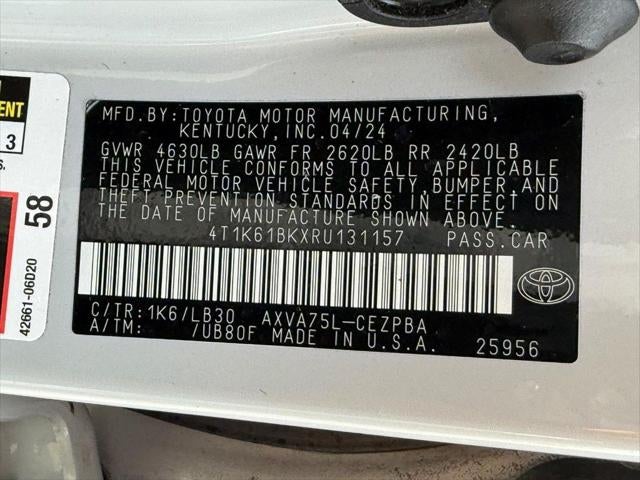 MFD.BY:TOYOTA MOTOR MANUFACTURING,
KENTUCKY,INC.04/24
GVWR 4630LB GAWR FR 2620LB RR 2420LB
THIS VEHICLE CONFORMS TO ALL APPLICABLE
FEDERAL MOTOR VEHICLE SAFETY,BUMPER,AND
THEFT PREVENTION STANDARDS IN EFFECT ON
THE DATE OF MANUFACTURE SHOWN ABOVE.
4T1K61BKXRU131157 PASS.CAR
C/TR:1K6/LB30 AXVA75L-CEZPBA
A/TM: /UB80F MADE IN U.S.A. 25956
3
58
42661-06D20